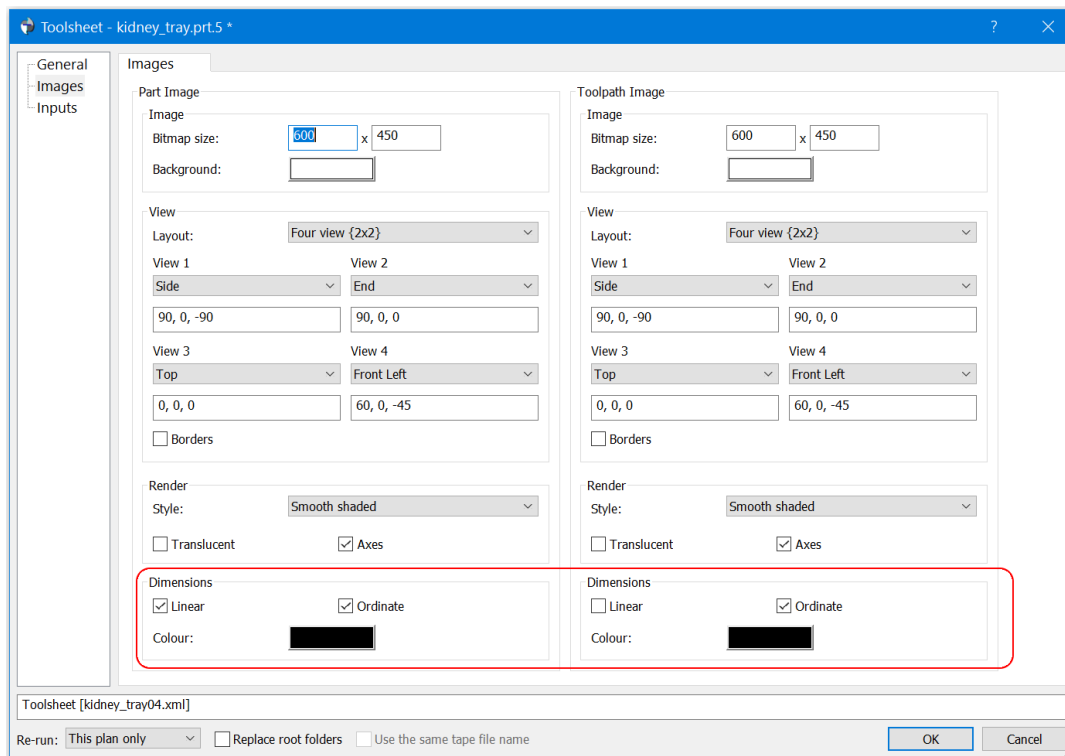 Toolsheet - kidney_tray.prt.5 *
?
General
Images
Inputs
Images
Part Image
Image
Bitmap size: 600 x 450
Background:
View
Layout: Four view {2x2}
View 1 View 2
Side End
90, 0, -90 90, 0, 0
View 3 View 4
Top Front Left
0, 0, 0 60, 0, -45
Borders
Render
Style: Smooth shaded
Translucent Axes
Dimensions
Linear Ordinate
Colour:
Toolpath Image
Image
Bitmap size: 600 x 450
Background:
View
Layout: Four view {2x2}
View 1 View 2
Side End
90, 0, -90 90, 0, 0
View 3 View 4
Top Front Left
0, 0, 0 60, 0, -45
Borders
Render
Style: Smooth shaded
Translucent Axes
Dimensions
Linear Ordinate
Colour:
Toolsheet [kidney_tray04.xml]
Re-run: This plan only Replace root folders Use the same tape file name OK Cancel